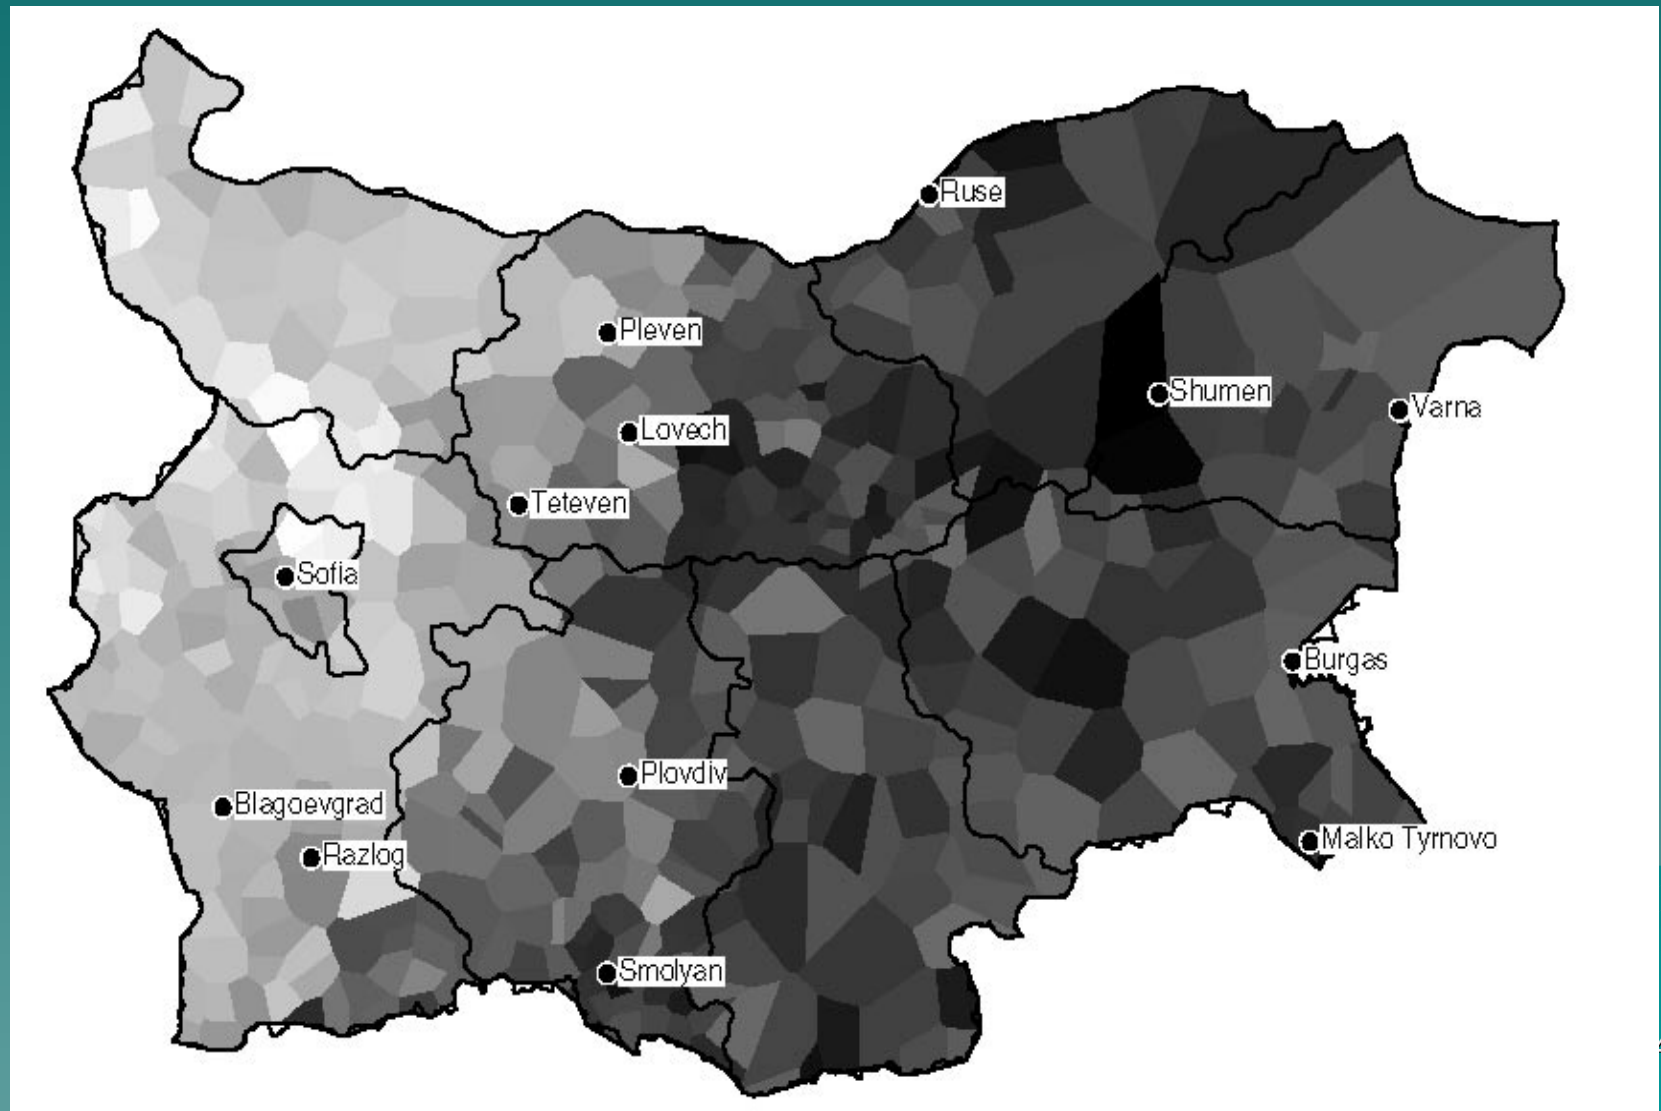 Ruse
Pleven
Shumen
Varna
Lovech
Teteven
Sofia
Burgas
Plovdiv
Blagoevgrad
Malko Tyrnovo
Razlog
Smolyan